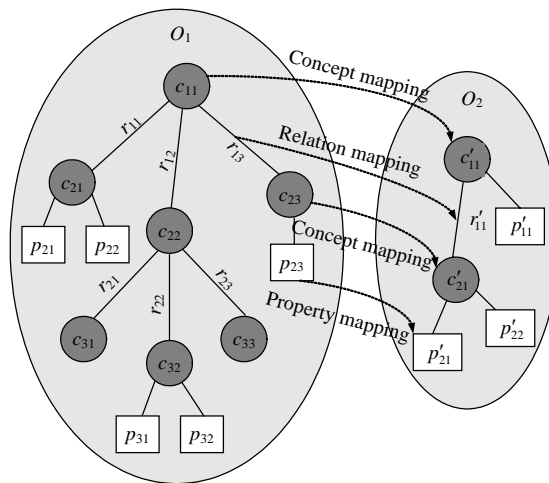 O₁
Concept mapping
O₂
c₁₁
r₁₁
r₁₂
r₁₃
Relation mapping
c′₁₁
c₂₁
c₂₃
r′₁₁
p′₁₁
p₂₁
p₂₂
c₂₂
p₂₃
Concept mapping
c′₂₁
r₂₁
r₂₂
r₂₃
Property mapping
p′₂₁
p′₂₂
c₃₁
c₃₂
c₃₃
p₃₁
p₃₂